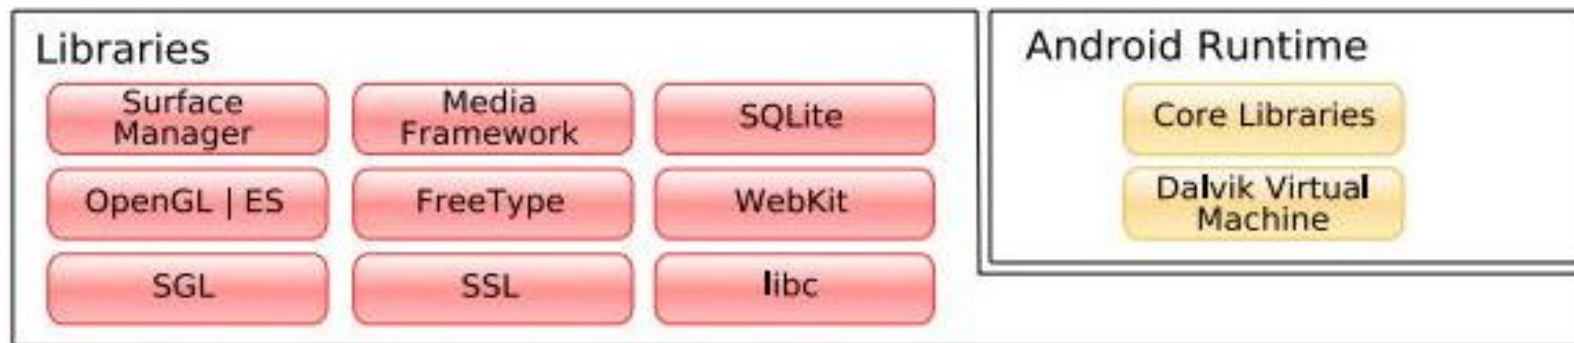 Libraries
Surface
Manager
Media
Framework
SQLite
OpenGL | ES
FreeType
WebKit
SGL
SSL
libc
Android Runtime
Core Libraries
Dalvik Virtual
Machine